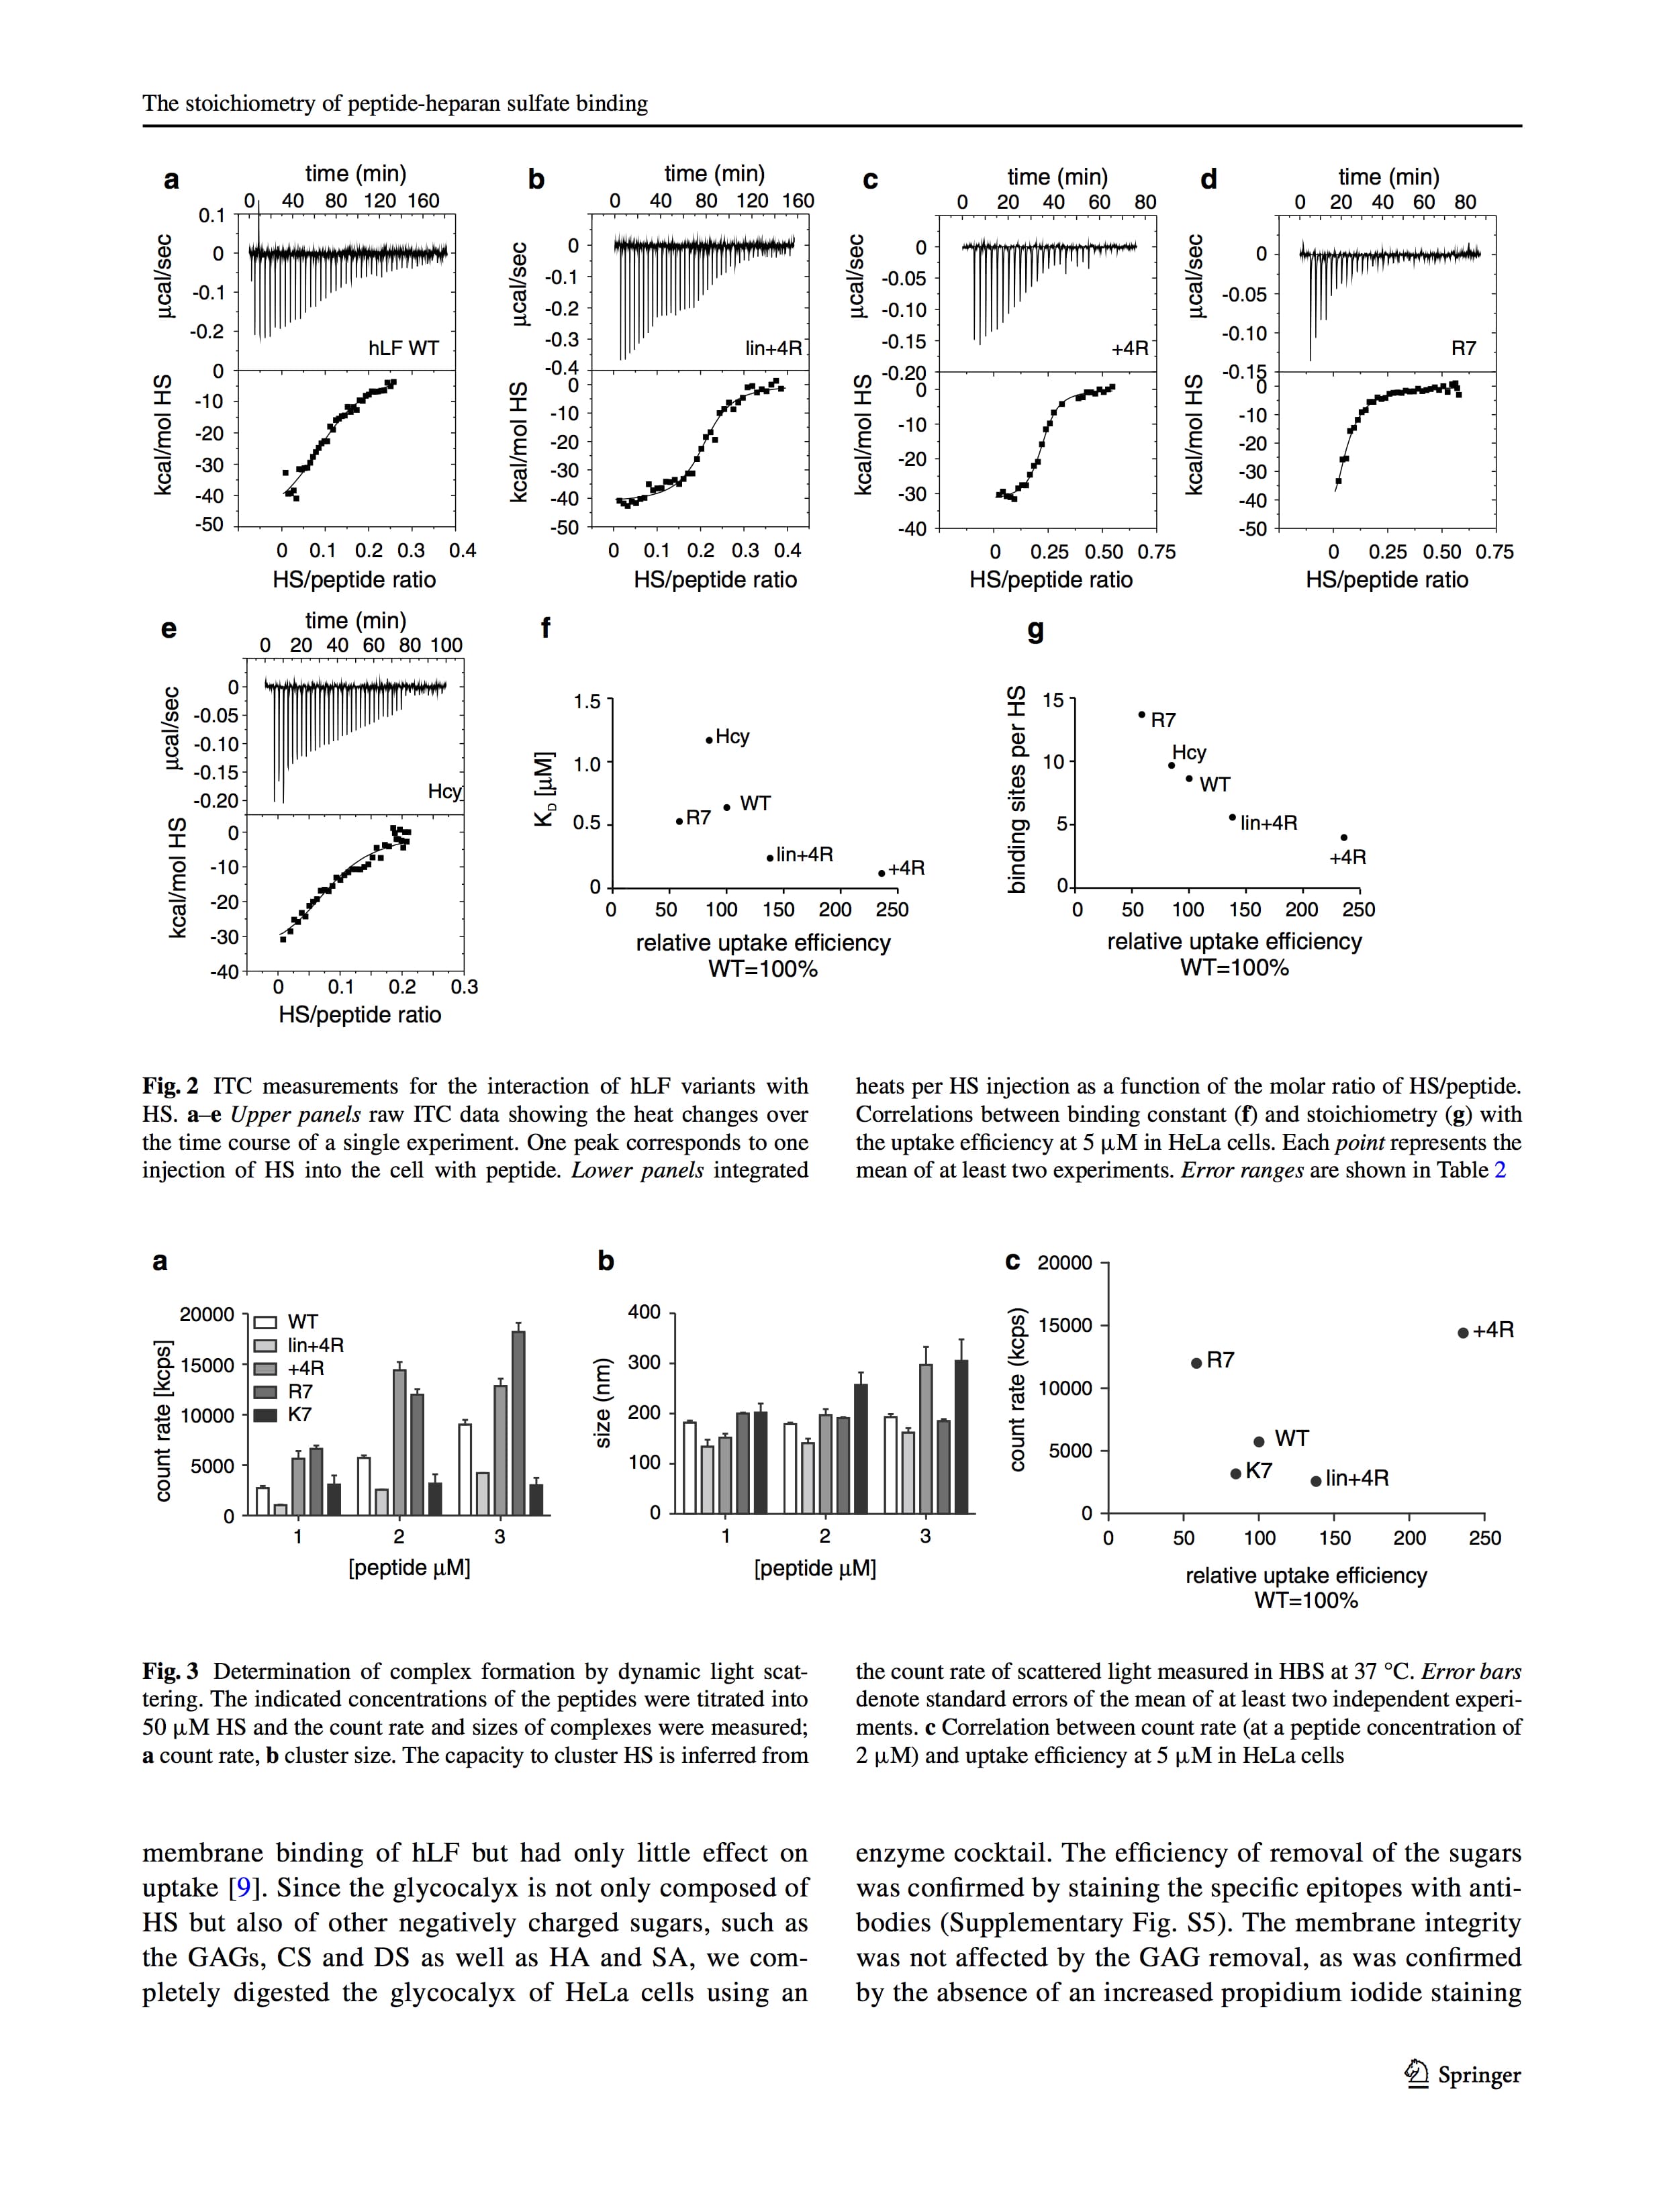 The stoichiometry of peptide-heparan sulfate binding
a
time (min)
0 40 80 120 160
0.1
0
-0.1
-0.2
µcal/sec
hLF WT
0
-10
-20
-30
-40
-50
kcal/mol HS
0 0.1 0.2 0.3 0.4
HS/peptide ratio
b
time (min)
0 40 80 120 160
0
-0.1
-0.2
-0.3
-0.4
µcal/sec
lin+4R
0
-10
-20
-30
-40
-50
kcal/mol HS
0 0.1 0.2 0.3 0.4
HS/peptide ratio
c
time (min)
0 20 40 60 80
0
-0.05
-0.10
-0.15
-0.20
µcal/sec
+4R
0
-10
-20
-30
-40
kcal/mol HS
0 0.25 0.50 0.75
HS/peptide ratio
d
time (min)
0 20 40 60 80
0
-0.05
-0.10
-0.15
µcal/sec
R7
0
-10
-20
-30
-40
-50
kcal/mol HS
0 0.25 0.50 0.75
HS/peptide ratio
e
time (min)
0 20 40 60 80 100
0
-0.05
-0.10
-0.15
-0.20
µcal/sec
Hcy
0
-10
-20
-30
-40
kcal/mol HS
0 0.1 0.2 0.3
HS/peptide ratio
f
1.5
1.0
0.5
0
KD [µM]
Hcy
WT
R7
lin+4R
+4R
0 50 100 150 200 250
relative uptake efficiency
WT=100%
g
15
10
5
0
binding sites per HS
R7
Hcy
WT
lin+4R
+4R
0 50 100 150 200 250
relative uptake efficiency
WT=100%
Fig. 2 ITC measurements for the interaction of hLF variants with
HS. a–e Upper panels raw ITC data showing the heat changes over
the time course of a single experiment. One peak corresponds to one
injection of HS into the cell with peptide. Lower panels integrated
heats per HS injection as a function of the molar ratio of HS/peptide.
Correlations between binding constant (f) and stoichiometry (g) with
the uptake efficiency at 5 µM in HeLa cells. Each point represents the
mean of at least two experiments. Error ranges are shown in Table 2
a
20000
15000
10000
5000
0
count rate [kcps]
WT
lin+4R
+4R
R7
K7
1 2 3
[peptide µM]
b
400
300
200
100
0
size (nm)
1 2 3
[peptide µM]
c
20000
15000
10000
5000
0
count rate (kcps)
+4R
R7
WT
K7
lin+4R
0 50 100 150 200 250
relative uptake efficiency
WT=100%
Fig. 3 Determination of complex formation by dynamic light scat-
tering. The indicated concentrations of the peptides were titrated into
50 µM HS and the count rate and sizes of complexes were measured;
a count rate, b cluster size. The capacity to cluster HS is inferred from
the count rate of scattered light measured in HBS at 37 °C. Error bars
denote standard errors of the mean of at least two independent experi-
ments. c Correlation between count rate (at a peptide concentration of
2 µM) and uptake efficiency at 5 µM in HeLa cells
membrane binding of hLF but had only little effect on
uptake [9]. Since the glycocalyx is not only composed of
HS but also of other negatively charged sugars, such as
the GAGs, CS and DS as well as HA and SA, we com-
pletely digested the glycocalyx of HeLa cells using an
enzyme cocktail. The efficiency of removal of the sugars
was confirmed by staining the specific epitopes with anti-
bodies (Supplementary Fig. S5). The membrane integrity
was not affected by the GAG removal, as was confirmed
by the absence of an increased propidium iodide staining
Springer